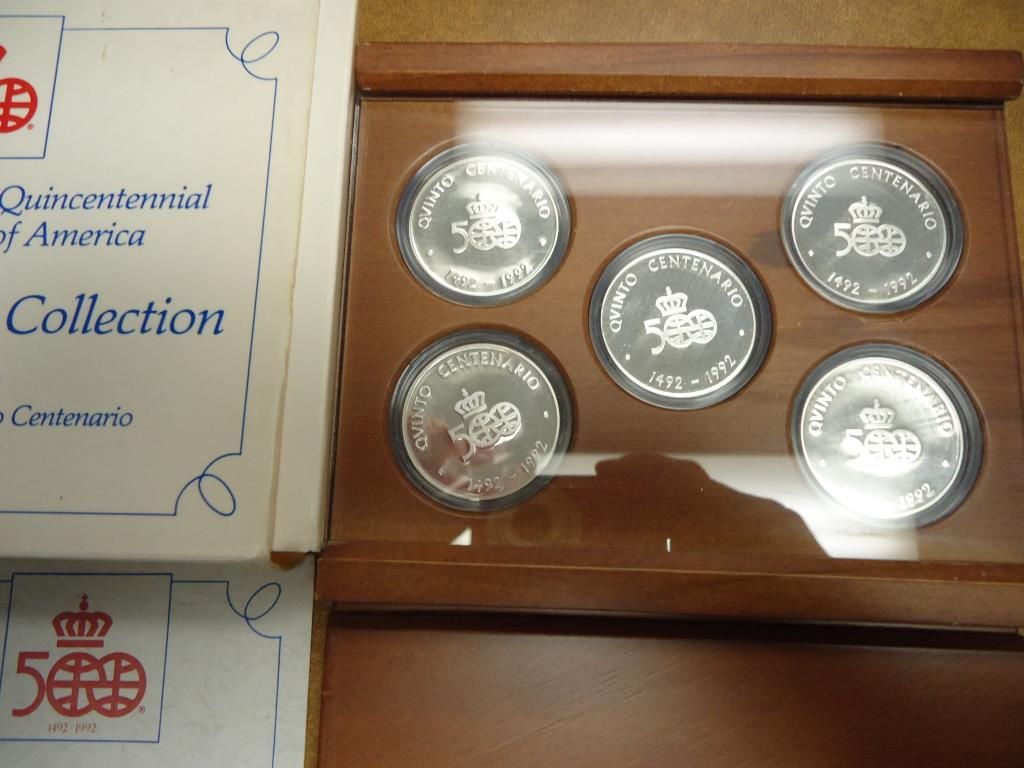 Quincentennial
of America
Collection
Centenario
500
1492-1992
®
QVINTO CENTENARIO
500
1492 - 1992
QVINTO CENTENARIO
500
1492 - 1992
QVINTO CENTENARIO
500
1492 - 1992
QVINTO CENTENARIO
500
1492 - 1992
QVINTO CENTENARIO
500
1992